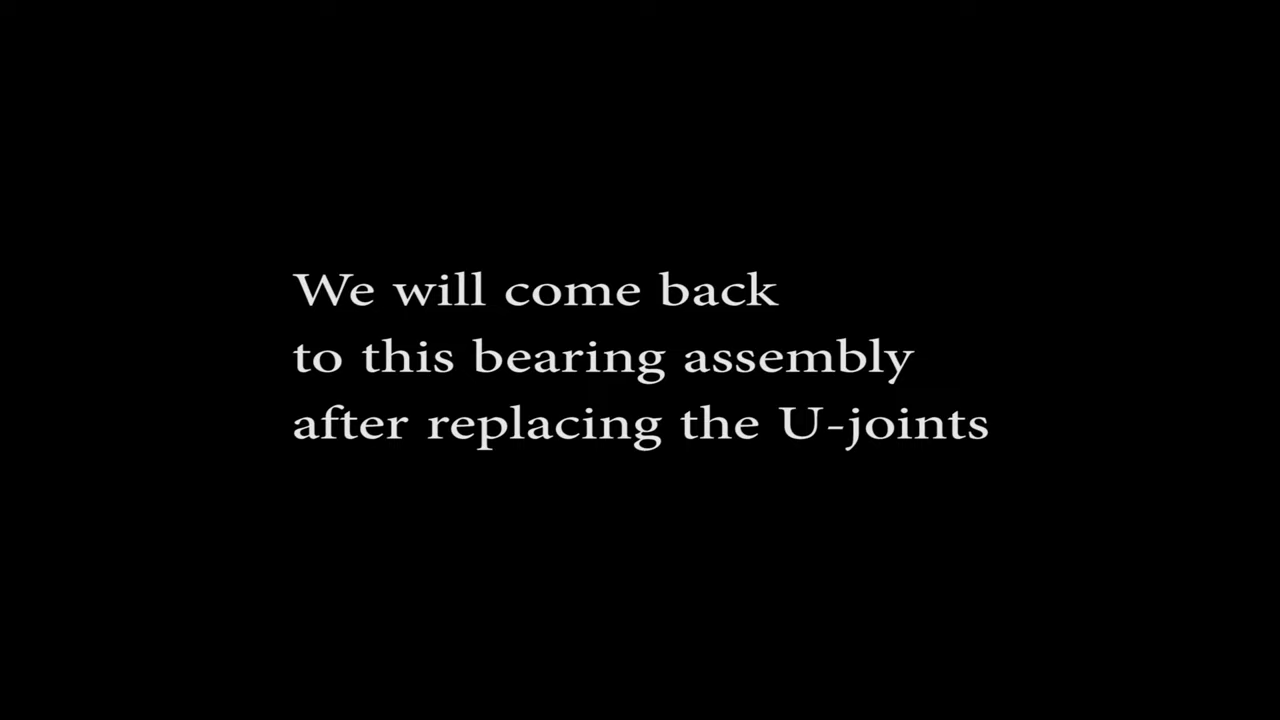 We will come back
to this bearing assembly
after replacing the U-joints